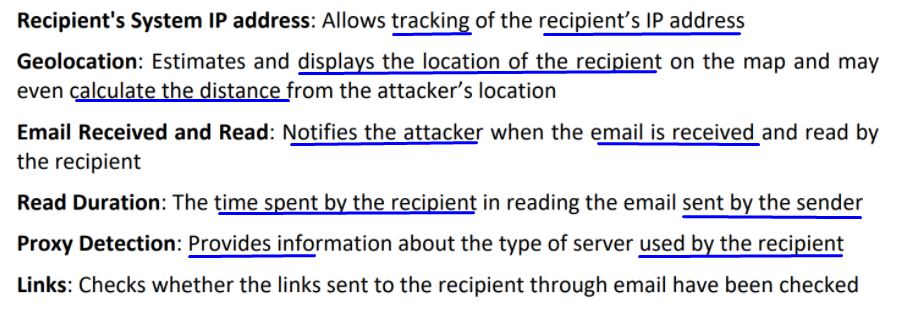 Recipient's System IP address: Allows tracking of the recipient's IP address
Geolocation: Estimates and displays the location of the recipient on the map and may
even calculate the distance from the attacker's location
Email Received and Read: Notifies the attacker when the email is received and read by
the recipient
Read Duration: The time spent by the recipient in reading the email sent by the sender
Proxy Detection: Provides information about the type of server used by the recipient
Links: Checks whether the links sent to the recipient through email have been checked